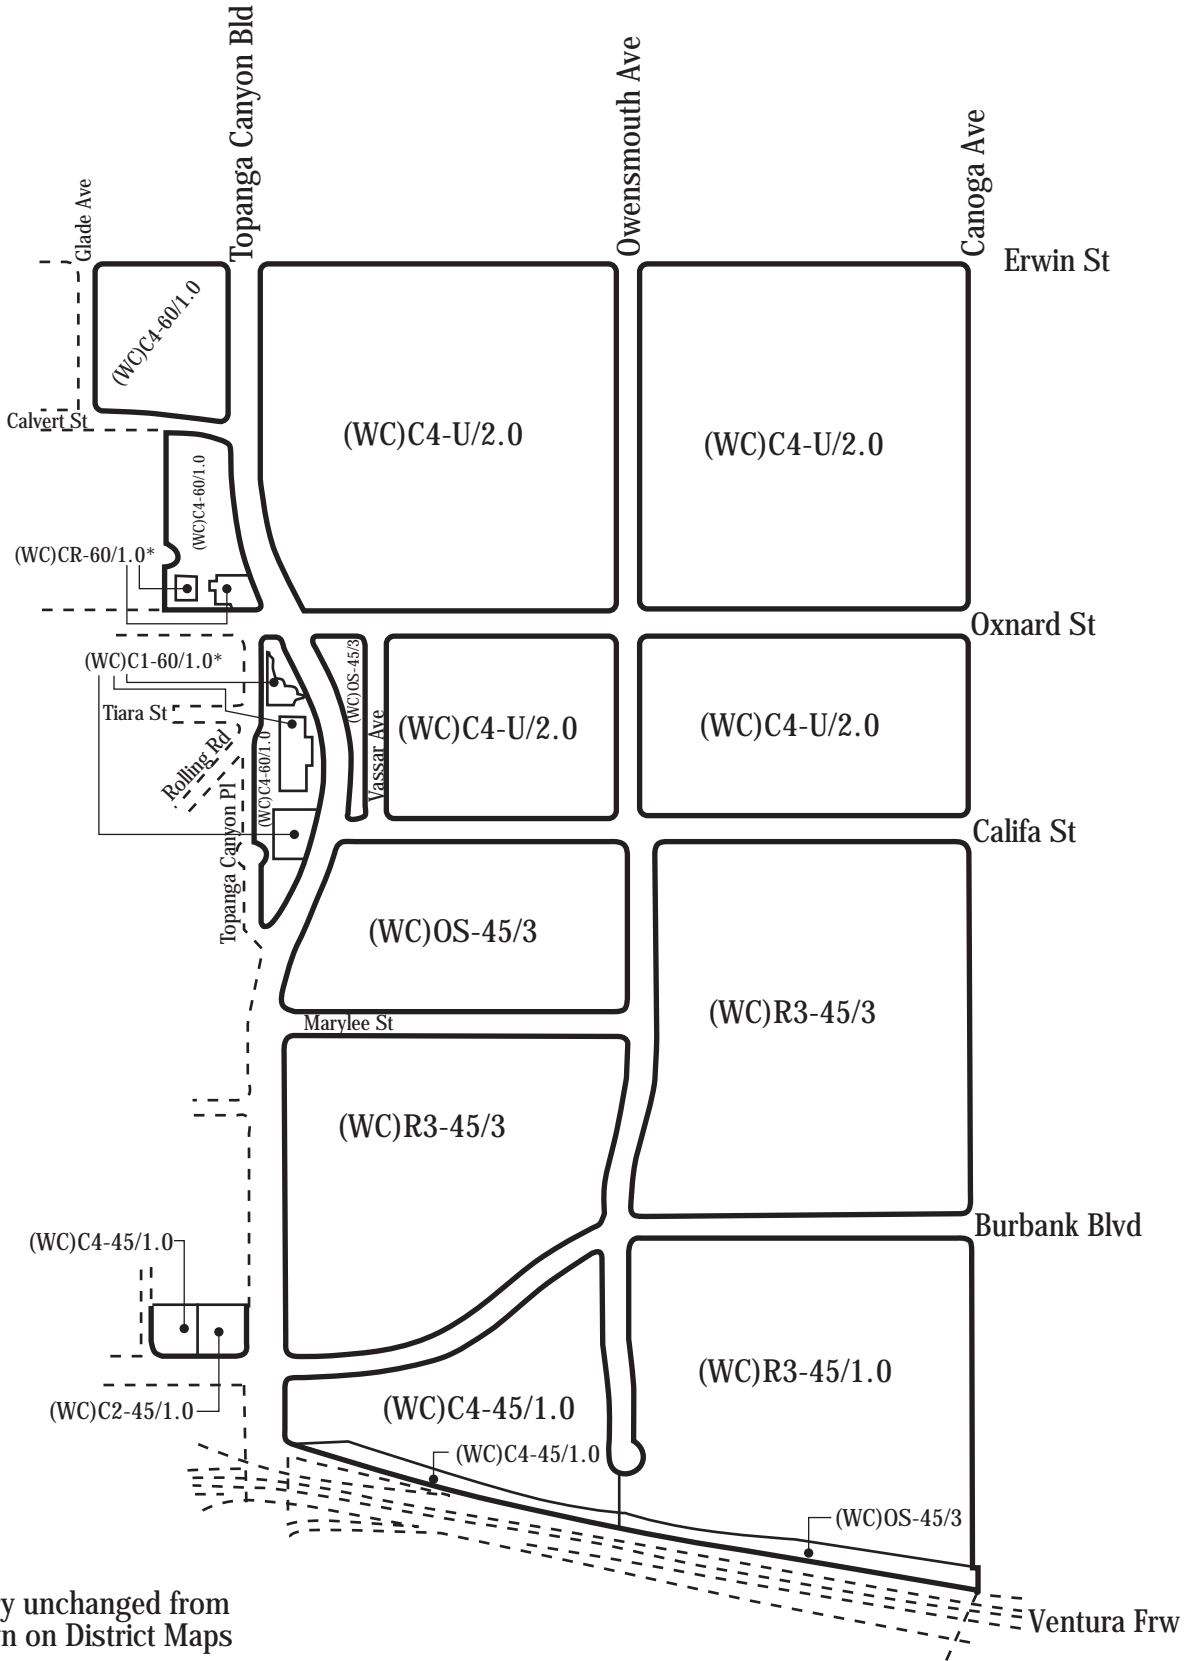 Topanga Canyon Bld
Owensmouth Ave
Canoga Ave
Glade Ave
Erwin St
(WC)C4-60/1.0
Calvert St
(WC)C4-U/2.0
(WC)C4-U/2.0
(WC)C4-60/1.0
(WC)CR-60/1.0*
Oxnard St
(WC)C1-60/1.0*
(WC)OS-45/3
Tiara St
(WC)C4-U/2.0
(WC)C4-U/2.0
Rolling Rd
(WC)C4-60/1.0
Vassar Ave
Topanga Canyon Pl
Califa St
(WC)OS-45/3
(WC)R3-45/3
Marylee St
(WC)R3-45/3
Burbank Blvd
(WC)C4-45/1.0
(WC)R3-45/1.0
(WC)C2-45/1.0
(WC)C4-45/1.0
(WC)C4-45/1.0
(WC)OS-45/3
unchanged from
on District Maps
Ventura Frw